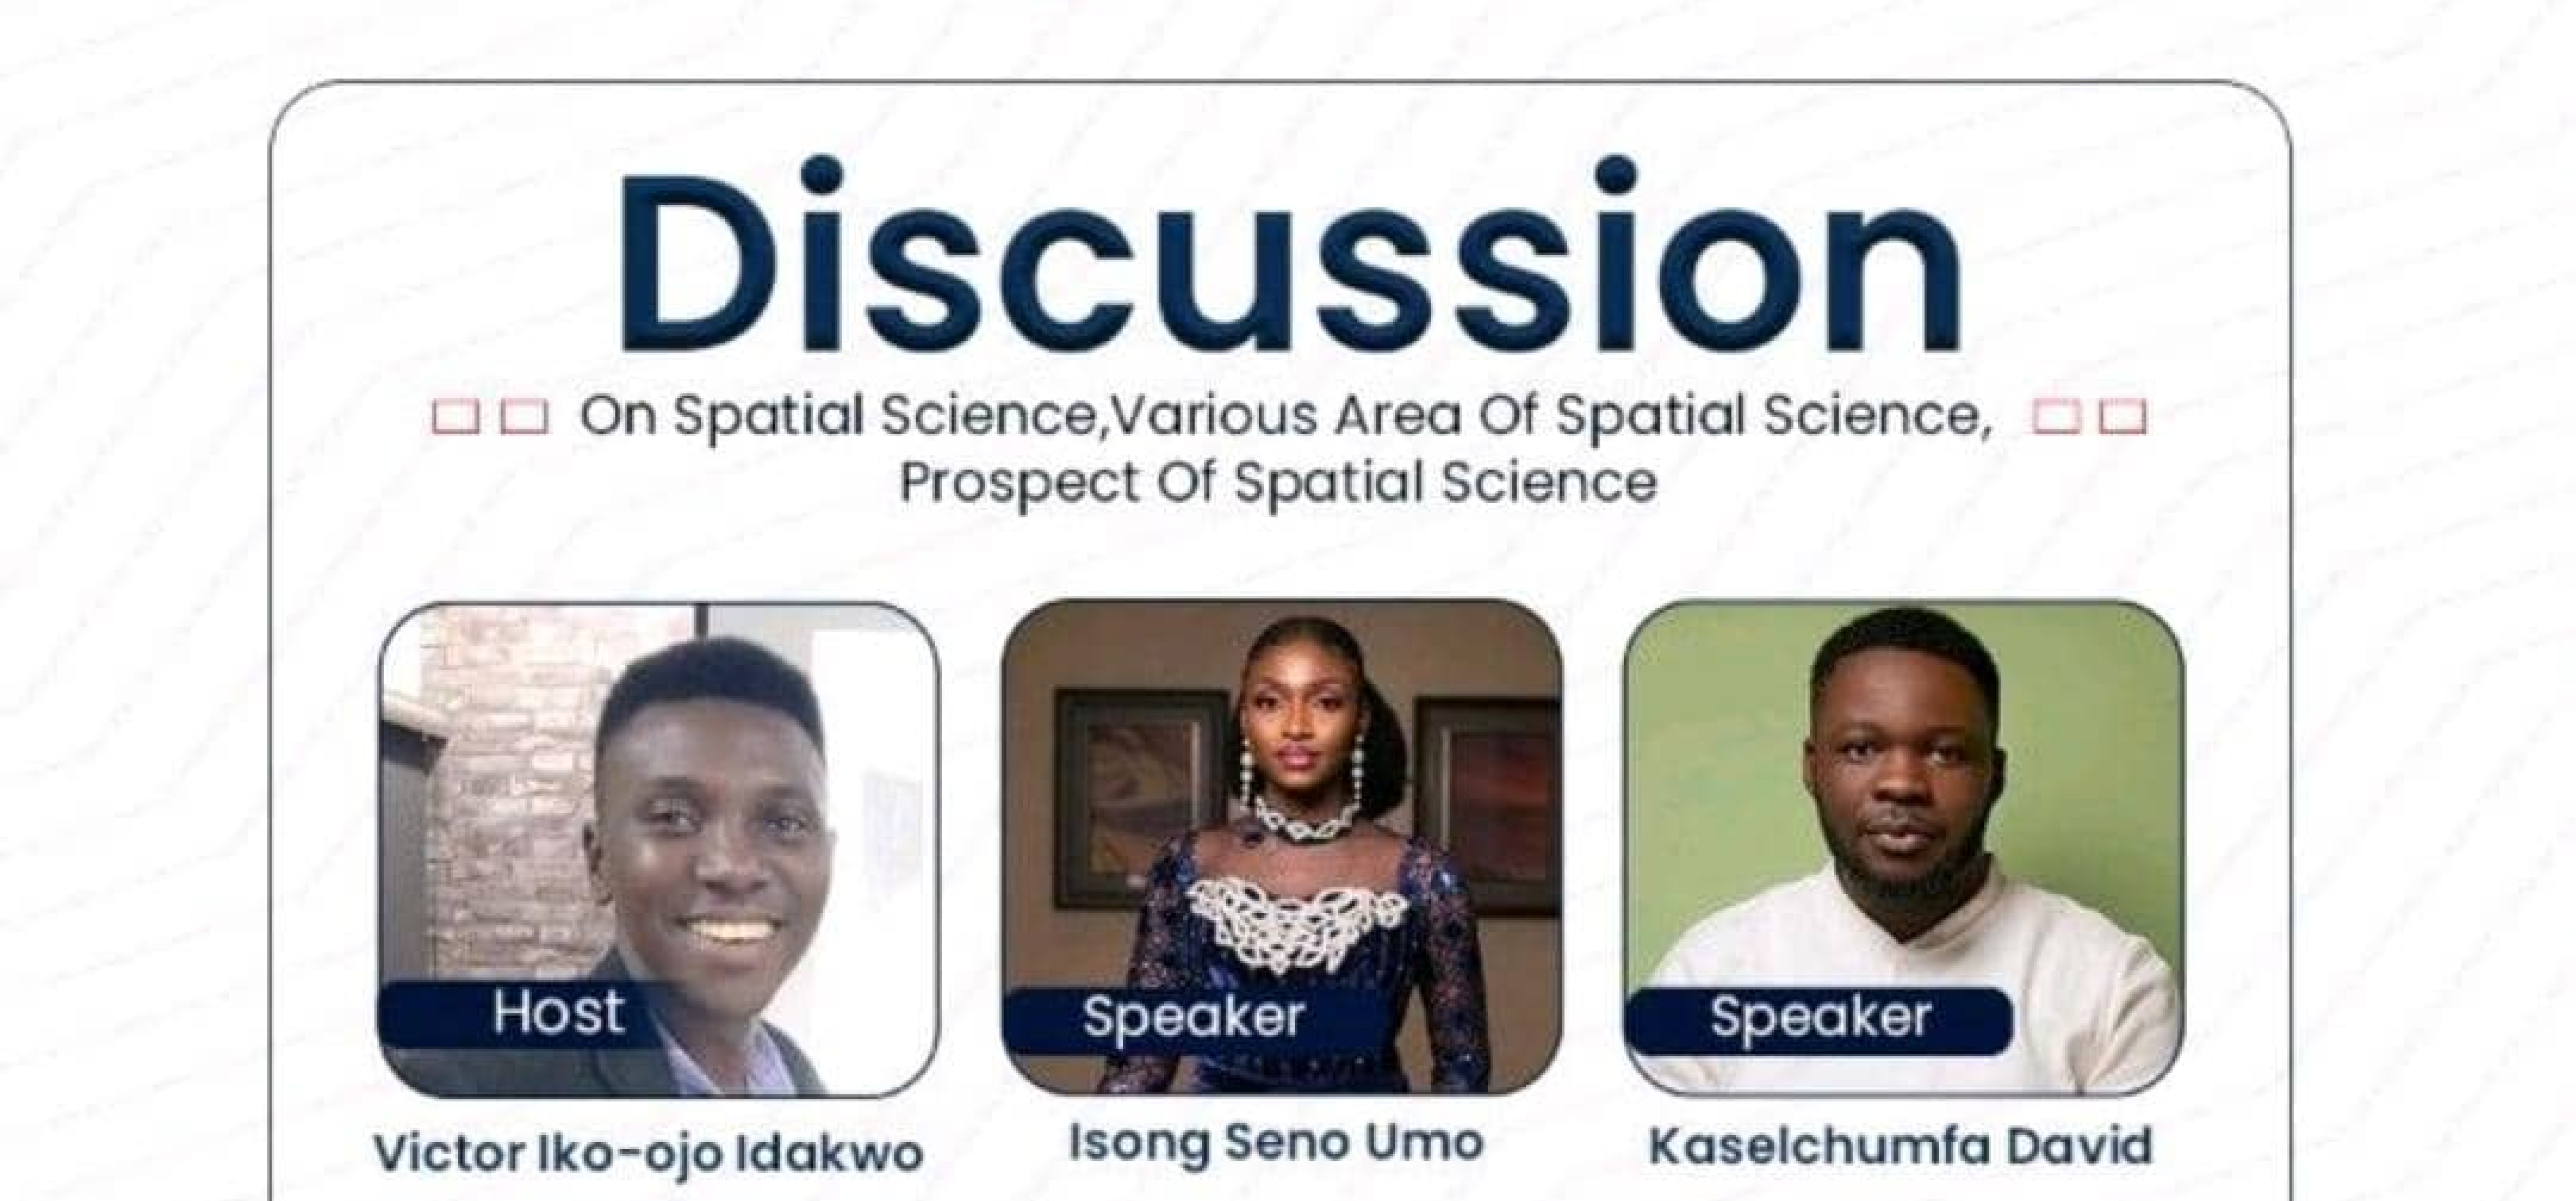 Discussion
On Spatial Science,Various Area Of Spatial Science,
Prospect Of Spatial Science
Host
Speaker
Speaker
Victor Iko-ojo Idakwo
Isong Seno Umo
Kaselchumfa David